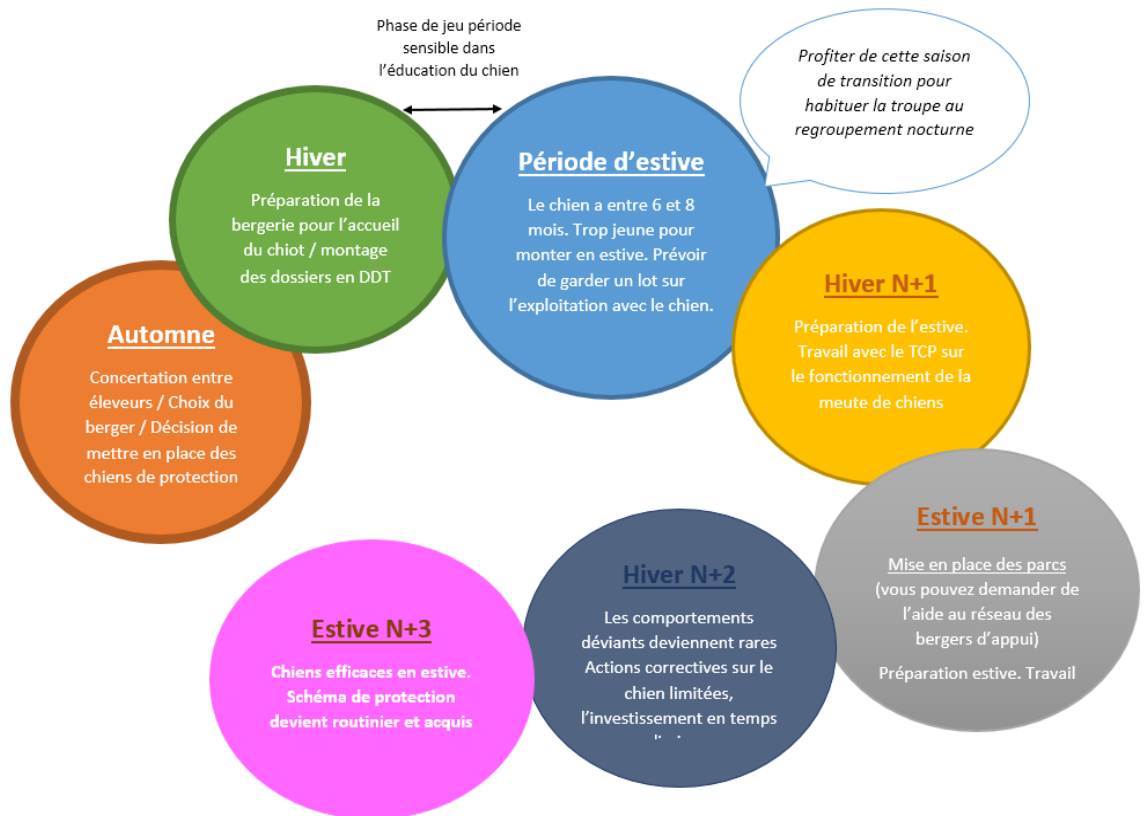 Phase de jeu période
sensible dans
l’éducation du chien
Profiter de cette saison
de transition pour
habituer la troupe au
regroupement nocturne
Automne
Concertation entre
éleveurs / Choix du
berger / Décision de
mettre en place des
chiens de protection
Hiver
Préparation de la
bergerie pour l’accueil
du chiot / montage
des dossiers en DDT
Période d’estive
Le chien a entre 6 et 8
mois. Trop jeune pour
monter en estive. Prévoir
de garder un lot sur
l’exploitation avec le chien.
Hiver N+1
Préparation de l’estive.
Travail avec le TCP sur
le fonctionnement de la
meute de chiens
Estive N+1
Mise en place des parcs
(vous pouvez demander de
l’aide au réseau des
bergers d’appui)
Préparation estive. Travail
Hiver N+2
Les comportements
déviants deviennent rares
Actions correctives sur le
chien limitées,
l’investissement en temps
Estive N+3
Chiens efficaces en estive.
Schéma de protection
devient routinier et acquis